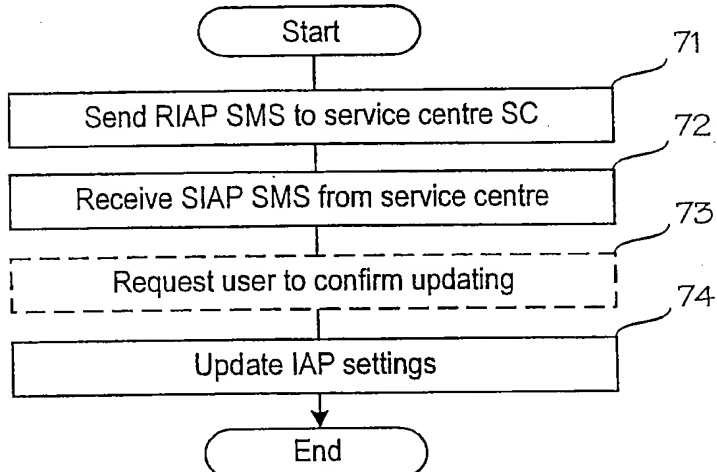 Start
71
Send RIAP SMS to service centre SC
72
Receive SIAP SMS from service centre
73
Request user to confirm updating
74
Update IAP settings
End